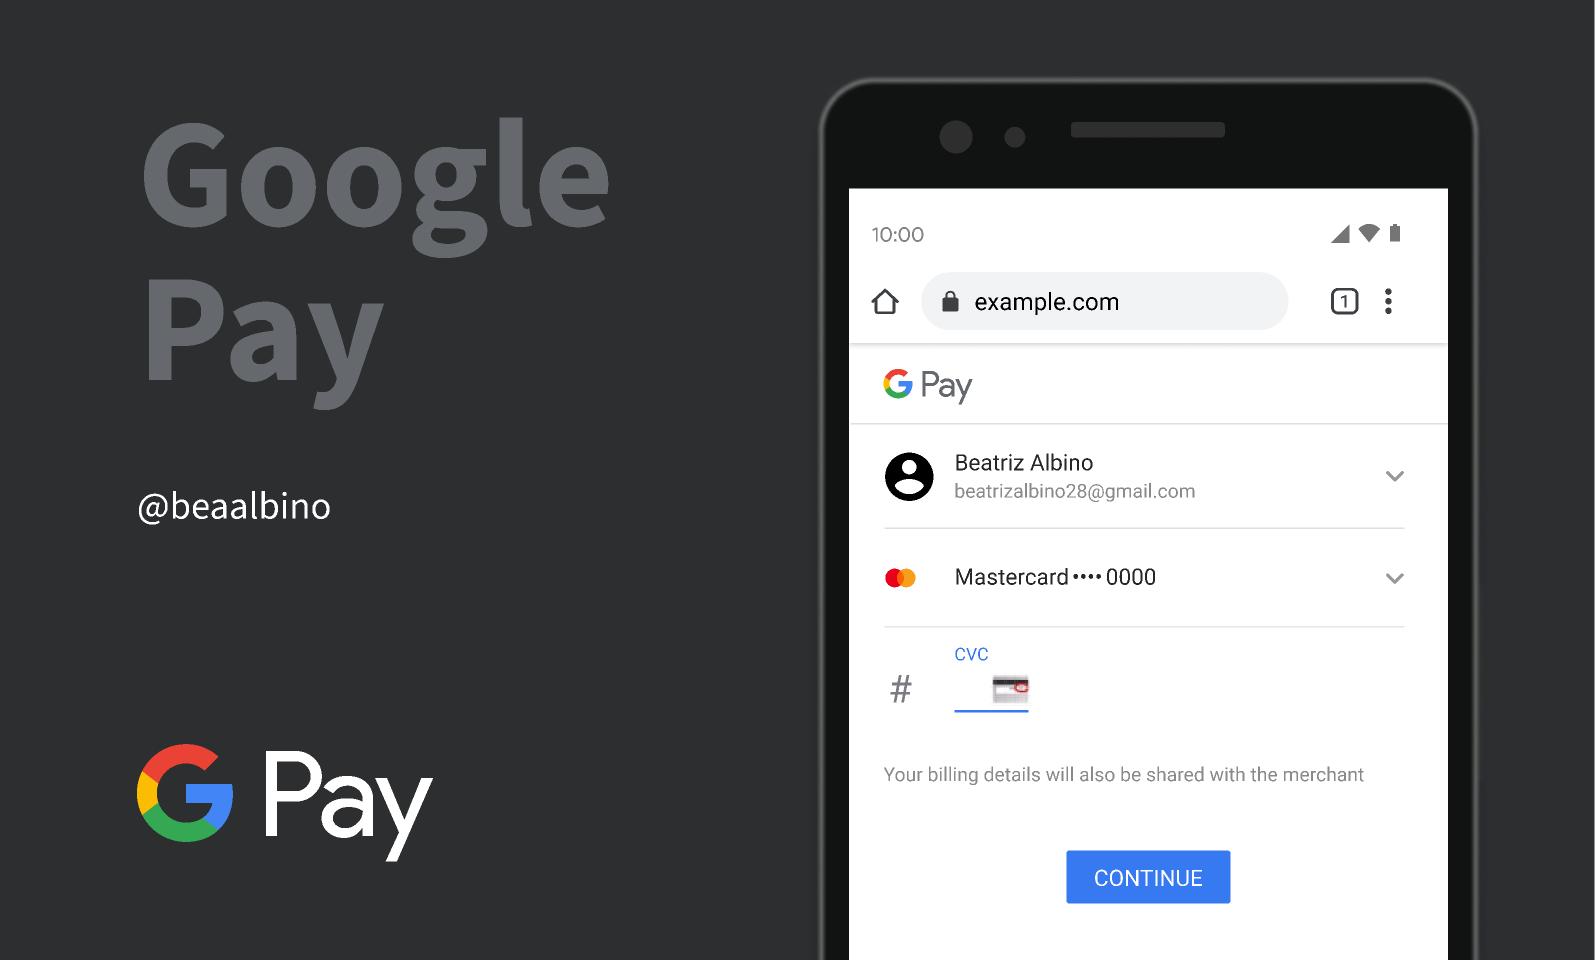 Google
Pay
@beaalbino
G Pay
10:00
example.com
1
G Pay
Beatriz Albino
beatrizalbino28@gmail.com
Mastercard •••• 0000
CVC
#
Your billing details will also be shared with the merchant
CONTINUE